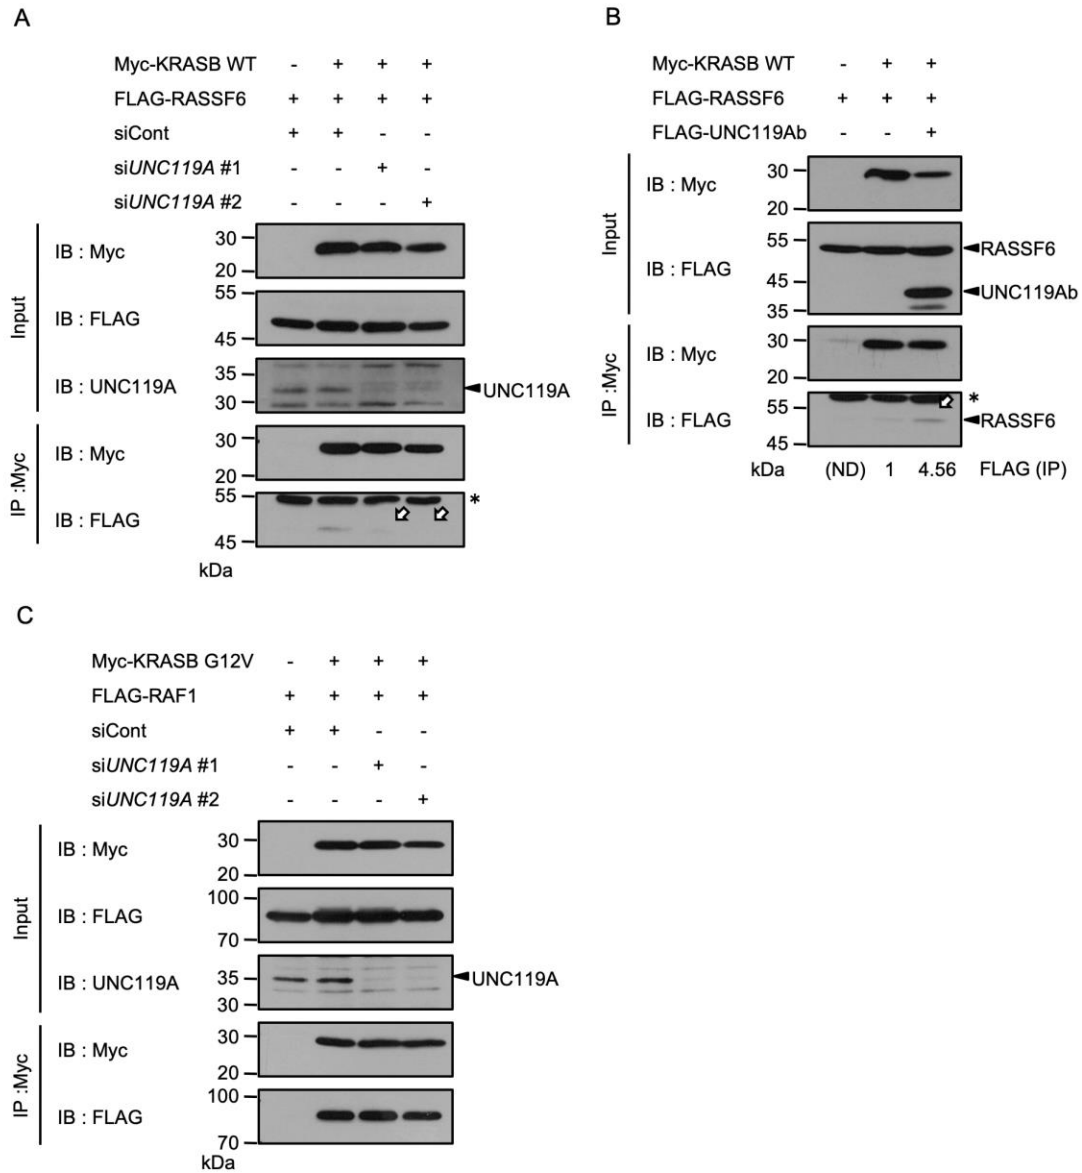 A
Myc-KRASB WT - + + +
FLAG-RASSF6 + + + +
siCont + + - -
siUNC119A #1 - - + -
siUNC119A #2 - - - +
Input
IB : Myc 30 20
IB : FLAG 55 45
IB : UNC119A 35 30 UNC119A
IP :Myc
IB : Myc 30 20
IB : FLAG 55 45 *
kDa
B
Myc-KRASB WT - + +
FLAG-RASSF6 + + +
FLAG-UNC119Ab - - +
Input
IB : Myc 30 20
IB : FLAG 55 45 35 RASSF6 UNC119Ab
IP :Myc
IB : Myc 30 20
IB : FLAG 55 45 * RASSF6
kDa (ND) 1 4.56 FLAG (IP)
C
Myc-KRASB G12V - + + +
FLAG-RAF1 + + + +
siCont + + - -
siUNC119A #1 - - + -
siUNC119A #2 - - - +
Input
IB : Myc 30 20
IB : FLAG 100 70
IB : UNC119A 35 30 UNC119A
IP :Myc
IB : Myc 30 20
IB : FLAG 100 70
kDa